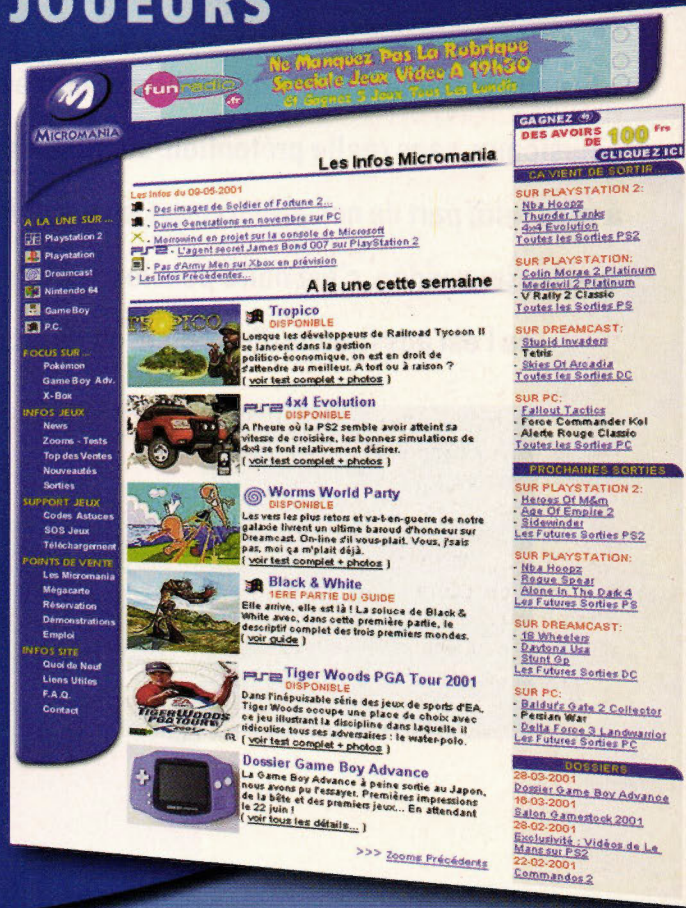 JOUEURS
MICROMANIA
funradio
.fr
Ne Manquez Pas La Rubrique
Speciale Jeux Video A 19h30
Et Gagnez 3 Jeux Tous Les Lundis
GAGNEZ
DES AVOIRS
DE 100 Frs
CLIQUEZ ICI
A LA UNE SUR ...
Playstation 2
Playstation
Dreamcast
Nintendo 64
GameBoy
P.C.
FOCUS SUR ...
Pokémon
Game Boy Adv.
X-Box
INFOS JEUX
News
Zooms - Tests
Top des Ventes
Nouveautés
Sorties
SUPPORT JEUX
Codes Astuces
SOS Jeux
Téléchargement
POINTS DE VENTE
Les Micromania
Mégacarte
Réservation
Démonstrations
Emploi
INFOS SITE
Quoi de Neuf
Liens Utiles
F.A.Q.
Contact
Les Infos Micromania
Les Infos du 09-05-2001
- Des images de Soldier of Fortune 2...
- Dune Generations en novembre sur PC
- Morrowind en projet sur la console de Microsoft
PS2 - L'agent secret James Bond 007 sur PlayStation 2
- Pas d'Army Men sur Xbox en prévision
> Les Infos Précédentes...
A la une cette semaine
TROPICO
Tropico
DISPONIBLE
Lorsque les développeurs de Railroad Tycoon II
se lancent dans la gestion
politico-économique, on est en droit de
s'attendre au meilleur. A tort ou à raison ?
( voir test complet + photos )
PS2 4x4 Evolution
DISPONIBLE
A l'heure où la PS2 semble avoir atteint sa
vitesse de croisière, les bonnes simulations de
4x4 se font relativement désirer.
( voir test complet + photos )
Worms World Party
DISPONIBLE
Les vers les plus retors et va-t-en-guerre de notre
galaxie livrent un ultime baroud d'honneur sur
Dreamcast. On-line s'il vous-plait. Vous, j'sais
pas, moi ça m'plait déjà.
( voir test complet + photos )
Black & White
1ERE PARTIE DU GUIDE
Elle arrive, elle est là ! La soluce de Black &
White avec, dans cette première partie, le
descriptif complet des trois premiers mondes.
( voir guide )
TIGER WOODS
PGA TOUR
2001
PS2 Tiger Woods PGA Tour 2001
DISPONIBLE
Dans l'inépuisable série des jeux de sports d'EA,
Tiger Woods occupe une place de choix avec
ce jeu illustrant la discipline dans laquelle il
ridiculise tous ses adversaires : le water-polo.
( voir test complet + photos )
Dossier Game Boy Advance
La Game Boy Advance à peine sortie au Japon,
nous avons pu l'essayer. Premières impressions
de la bête et des premiers jeux... En attendant
le 22 juin !
( voir tous les détails... )
>>> Zooms Précédents
CA VIENT DE SORTIR...
SUR PLAYSTATION 2:
- Nba Hoopz
- Thunder Tanks
- 4x4 Evolution
Toutes les Sorties PS2
SUR PLAYSTATION:
- Colin Mcrae 2 Platinum
- Medievil 2 Platinum
- V Rally 2 Classic
Toutes les Sorties PS
SUR DREAMCAST:
- Stupid Invaders
- Tetris
- Skies Of Arcadia
Toutes les Sorties DC
SUR PC:
- Fallout Tactics
- Force Commander Kol
- Alerte Rouge Classic
Toutes les Sorties PC
PROCHAINES SORTIES
SUR PLAYSTATION 2:
- Heroes Of M&m
- Age Of Empire 2
- Sidewinder
Les Futures Sorties PS2
SUR PLAYSTATION:
- Nba Hoopz
- Rogue Spear
- Alone In The Dark 4
Les Futures Sorties PS
SUR DREAMCAST:
- 18 Wheelers
- Daytona Usa
- Stunt Gp
Les Futures Sorties DC
SUR PC:
- Baldur's Gate 2 Collector
- Persian War
- Delta Force 3 Landwarrior
Les Futures Sorties PC
DOSSIERS
28-03-2001
Dossier Game Boy Advance
16-03-2001
Salon Gamestock 2001
28-02-2001
Exclusivité : Vidéos de Le
Mans sur PS2
22-02-2001
Commandos 2